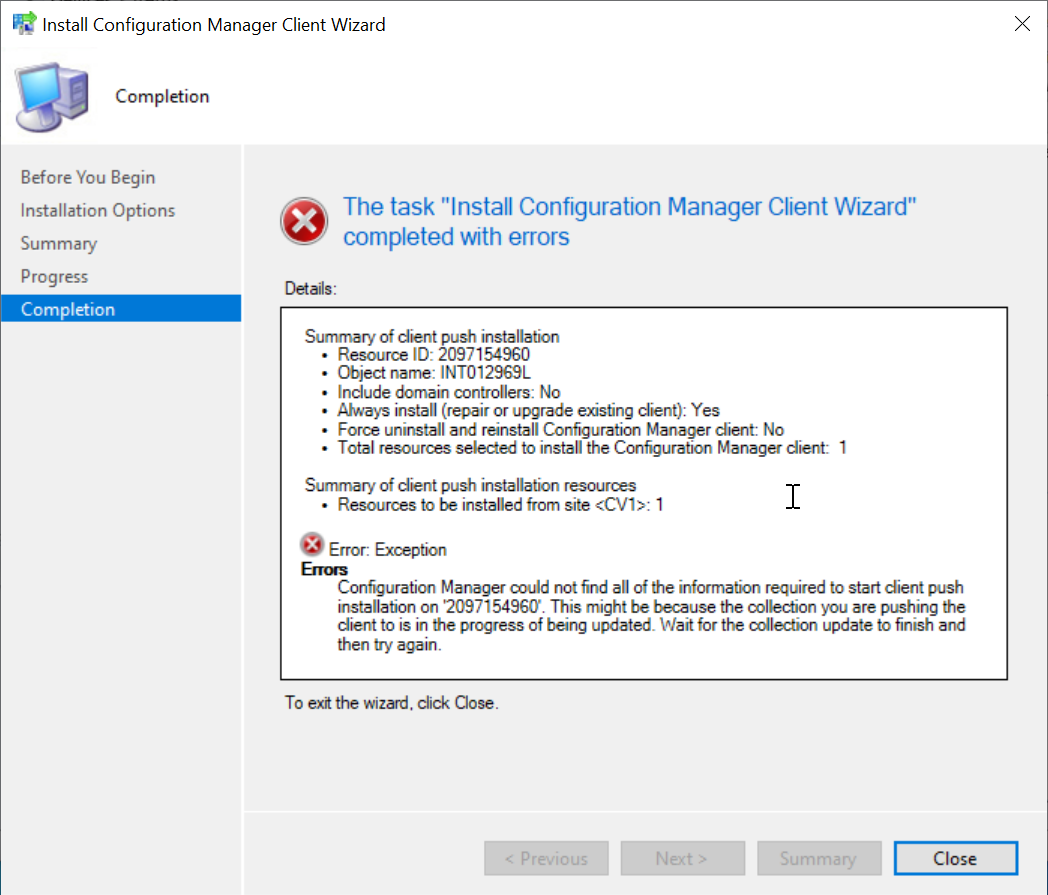 Install Configuration Manager Client Wizard
Completion
Before You Begin
Installation Options
Summary
Progress
Completion
The task "Install Configuration Manager Client Wizard"
completed with errors
Details:
Summary of client push installation
• Resource ID: 2097154960
• Object name: INT012969L
• Include domain controllers: No
• Always install (repair or upgrade existing client): Yes
• Force uninstall and reinstall Configuration Manager client: No
• Total resources selected to install the Configuration Manager client: 1
Summary of client push installation resources
• Resources to be installed from site <CV1>: 1
Error: Exception
Errors
Configuration Manager could not find all of the information required to start client push
installation on '2097154960'. This might be because the collection you are pushing the
client to is in the progress of being updated. Wait for the collection update to finish and
then try again.
To exit the wizard, click Close.
< Previous
Next >
Summary
Close